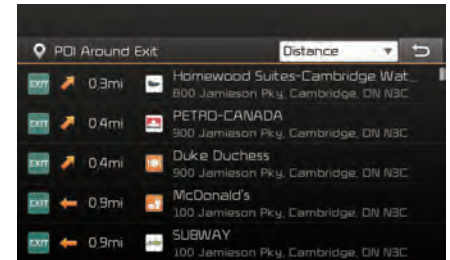 POI Around Exit
Distance
EXIT 0.3mi Homewood Suites-Cambridge Wat...
800 Jamieson Pky, Cambridge, ON N3C
EXIT 0.4mi PETRO-CANADA
900 Jamieson Pky, Cambridge, ON N3C
EXIT 0.4mi Duke Duchess
900 Jamieson Pky, Cambridge, ON N3C
EXIT 0.9mi McDonald's
100 Jamieson Pky, Cambridge, ON N3C
EXIT 0.9mi SUBWAY
100 Jamieson Pky, Cambridge, ON N3C